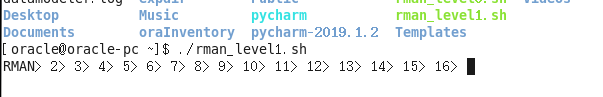 Desktop Music pycharm rman_level1.sh
Documents oraInventory pycharm-2019.1.2 Templates
[oracle@oracle-pc ~]$ ./rman_level1.sh
RMAN> 2> 3> 4> 5> 6> 7> 8> 9> 10> 11> 12> 13> 14> 15> 16>